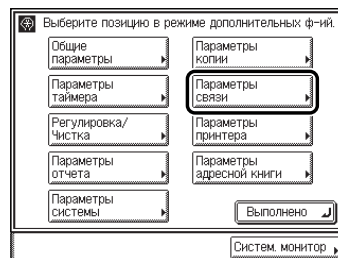 Выберите позицию в режиме дополнительных ф-ий.
Общие
параметры
Параметры
копии
Параметры
таймера
Параметры
связи
Регулировка/
Чистка
Параметры
принтера
Параметры
отчета
Параметры
адресной книги
Параметры
системы
Выполнено
Систем. монитор